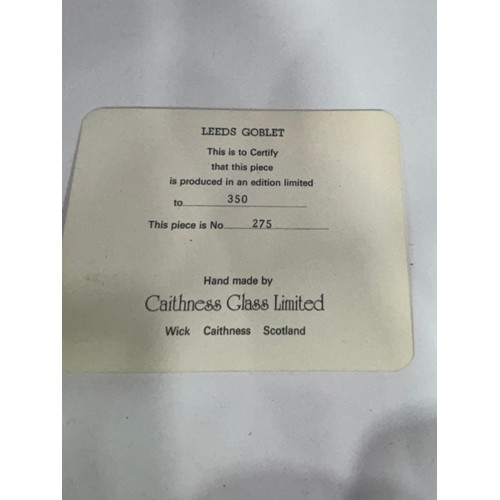 LEEDS GOBLET
This is to Certify
that this piece
is produced in an edition limited
to 350
This piece is No 275
Hand made by
Caithness Glass Limited
Wick Caithness Scotland